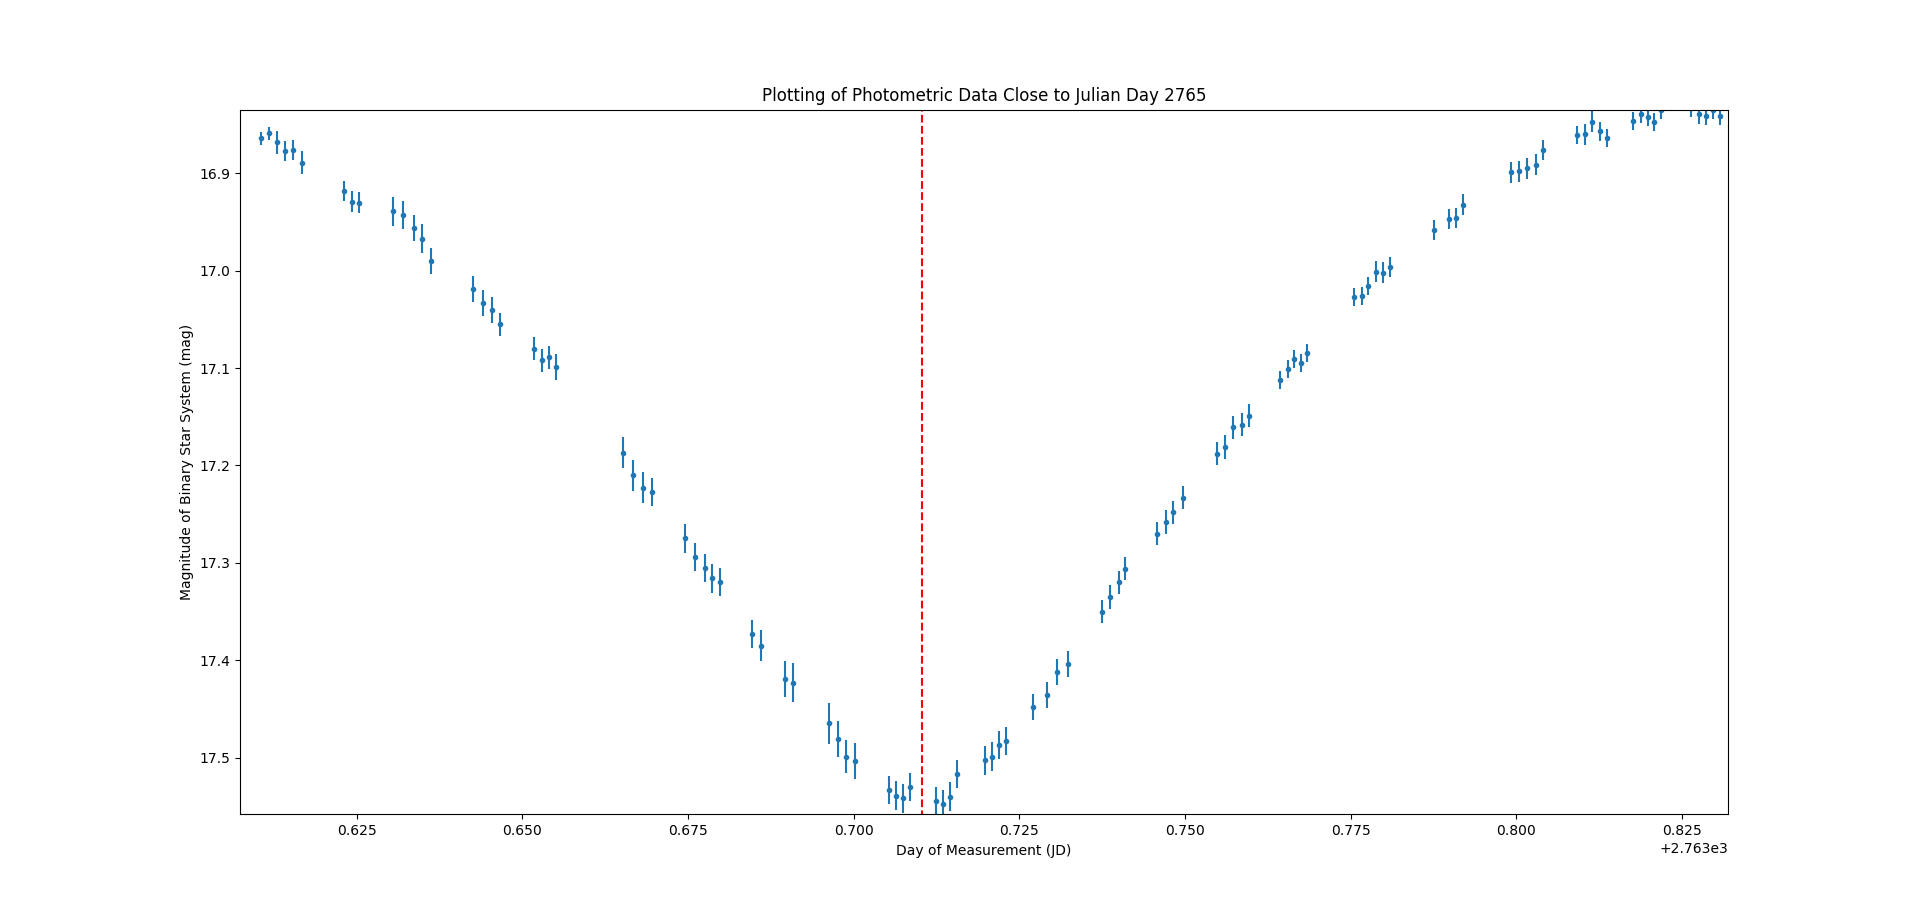 Plotting of Photometric Data Close to Julian Day 2765
Magnitude of Binary Star System (mag)
16.9
17.0
17.1
17.2
17.3
17.4
17.5
0.625 0.650 0.675 0.700 0.725 0.750 0.775 0.800 0.825
+2.763e3
Day of Measurement (JD)